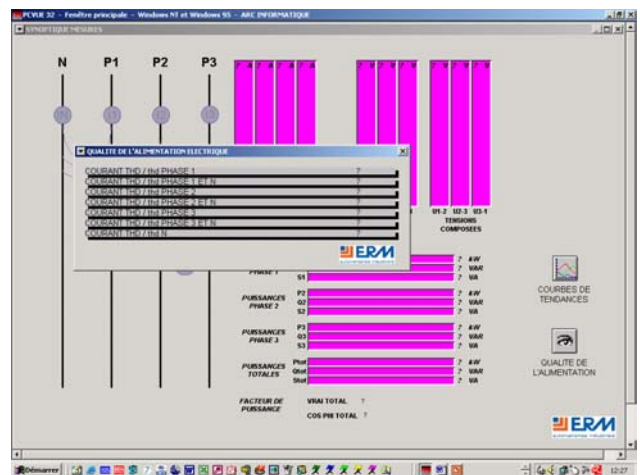 PCVUE 32 - Fenêtre principale - Windows NT et Windows 95 - ARC INFORMATIQUE
SYNOPTIQUE MESURES
N P1 P2 P3
? A ? A ? A ? A ? V ? V ? V ? V ? V ? V
QUALITE DE L'ALIMENTATION ELECTRIQUE
COURANT THD / thd PHASE 1 ?
COURANT THD / thd PHASE 1 ET N ?
COURANT THD / thd PHASE 2 ?
COURANT THD / thd PHASE 2 ET N ?
COURANT THD / thd PHASE 3 ?
COURANT THD / thd PHASE 3 ET N ?
COURANT THD / thd N ?
ERM
U1-2 U2-3 U3-1
TENSIONS
COMPOSEES
? KW
? VAR
PHASE 1
S1 ? VA
P2 ? KW
PUISSANCES
PHASE 2
Q2 ? VAR
S2 ? VA
P3 ? KW
PUISSANCES
PHASE 3
Q3 ? VAR
S3 ? VA
Ptot ? KW
PUISSANCES
TOTALES
Qtot ? VAR
Stot ? VA
FACTEUR DE
PUISSANCE
VRAI TOTAL ?
COS PHI TOTAL ?
COURBES DE
TENDANCES
QUALITE DE
L'ALIMENTATION
ERM
Démarrer
12:27